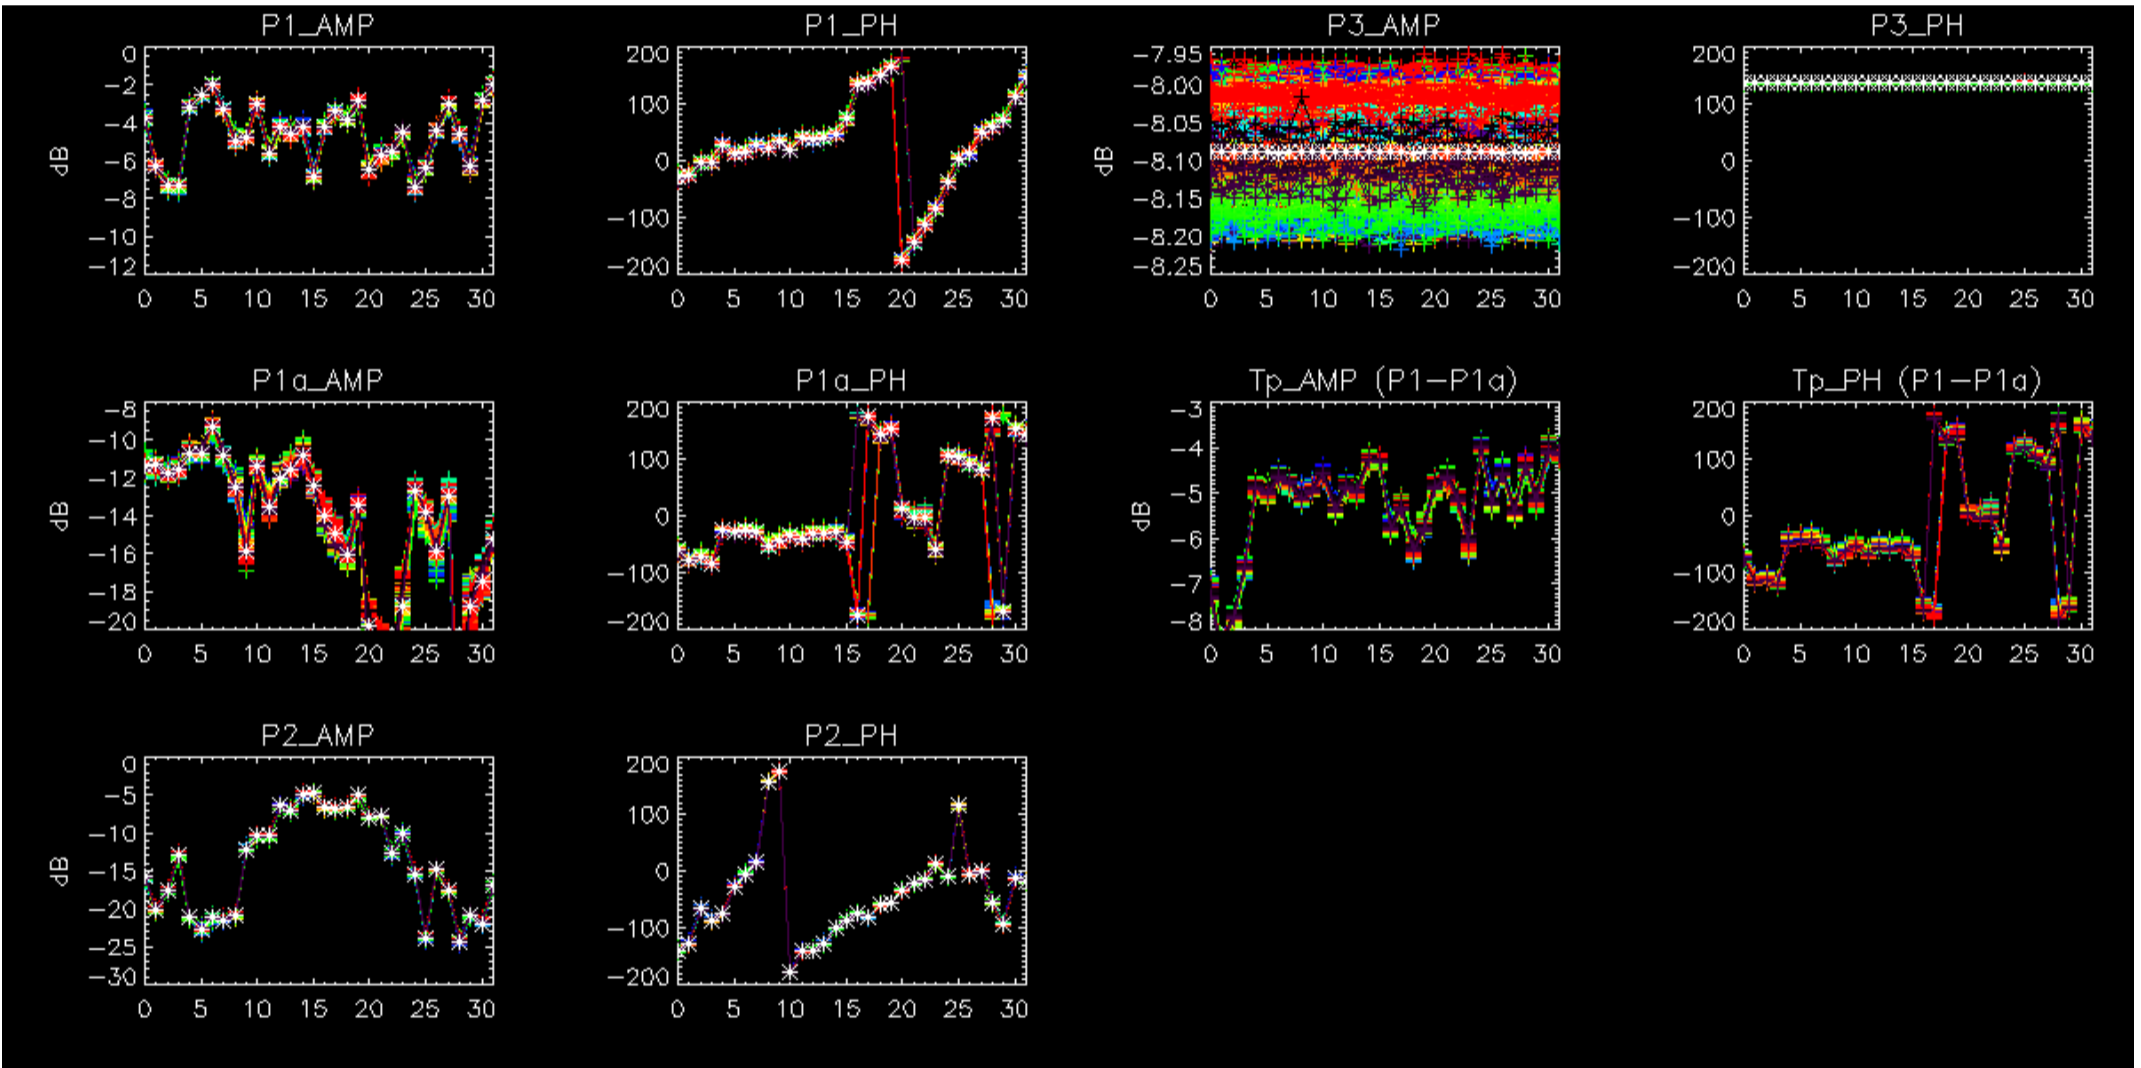 P1_AMP
0
−2
−4
−6
−8
−10
−12
dB
0 5 10 15 20 25 30
P1_PH
200
100
0
−100
−200
0 5 10 15 20 25 30
P3_AMP
−7.95
−8.00
−8.05
−8.10
−8.15
−8.20
−8.25
dB
0 5 10 15 20 25 30
P3_PH
200
100
0
−100
−200
0 5 10 15 20 25 30
P1a_AMP
−8
−10
−12
−14
−16
−18
−20
dB
0 5 10 15 20 25 30
P1a_PH
200
100
0
−100
−200
0 5 10 15 20 25 30
Tp_AMP (P1−P1a)
−3
−4
−5
−6
−7
−8
dB
0 5 10 15 20 25 30
Tp_PH (P1−P1a)
200
100
0
−100
−200
0 5 10 15 20 25 30
P2_AMP
0
−5
−10
−15
−20
−25
−30
dB
0 5 10 15 20 25 30
P2_PH
200
100
0
−100
−200
0 5 10 15 20 25 30